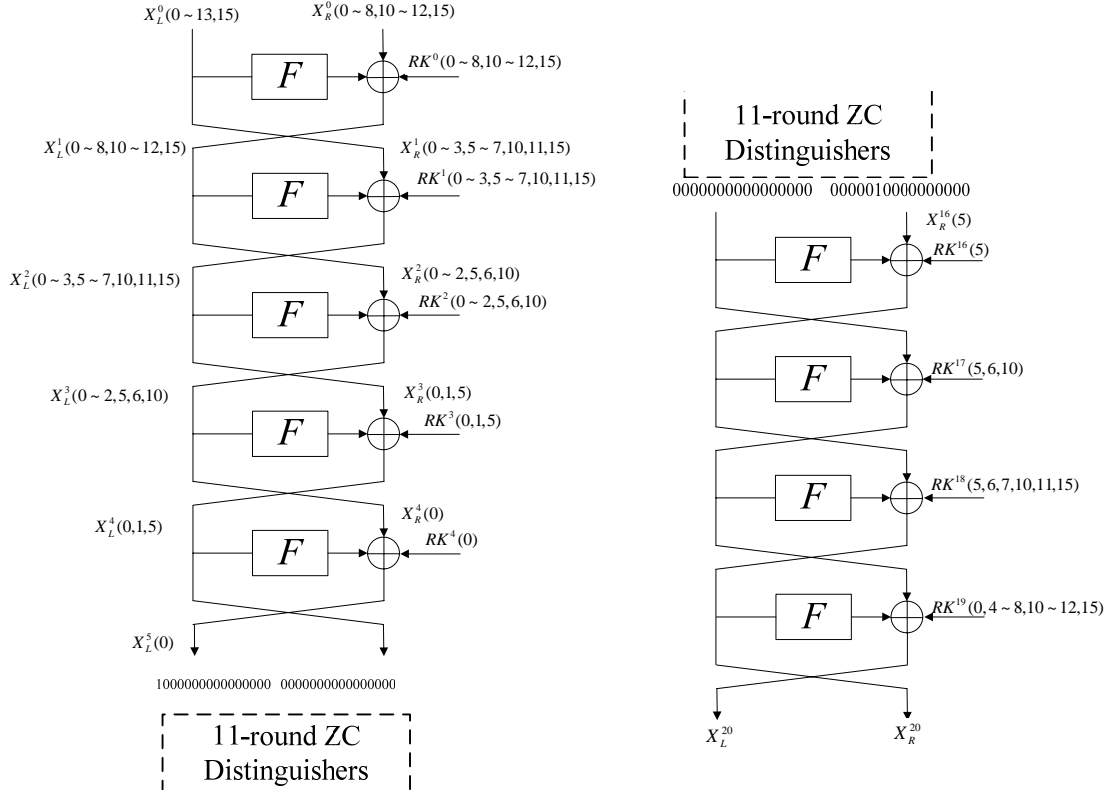 X_L^0(0 ~ 13,15)
X_R^0(0 ~ 8,10 ~ 12,15)
F
RK^0(0 ~ 8,10 ~ 12,15)
X_L^1(0 ~ 8,10 ~ 12,15)
X_R^1(0 ~ 3,5 ~ 7,10,11,15)
F
RK^1(0 ~ 3,5 ~ 7,10,11,15)
X_L^2(0 ~ 3,5 ~ 7,10,11,15)
X_R^2(0 ~ 2,5,6,10)
F
RK^2(0 ~ 2,5,6,10)
X_L^3(0 ~ 2,5,6,10)
X_R^3(0,1,5)
F
RK^3(0,1,5)
X_L^4(0,1,5)
X_R^4(0)
F
RK^4(0)
X_L^5(0)
1000000000000000 0000000000000000
11-round ZC
Distinguishers
11-round ZC
Distinguishers
0000000000000000 0000010000000000
X_R^16(5)
F
RK^16(5)
F
RK^17(5,6,10)
F
RK^18(5,6,7,10,11,15)
F
RK^19(0,4 ~ 8,10 ~ 12,15)
X_L^20
X_R^20